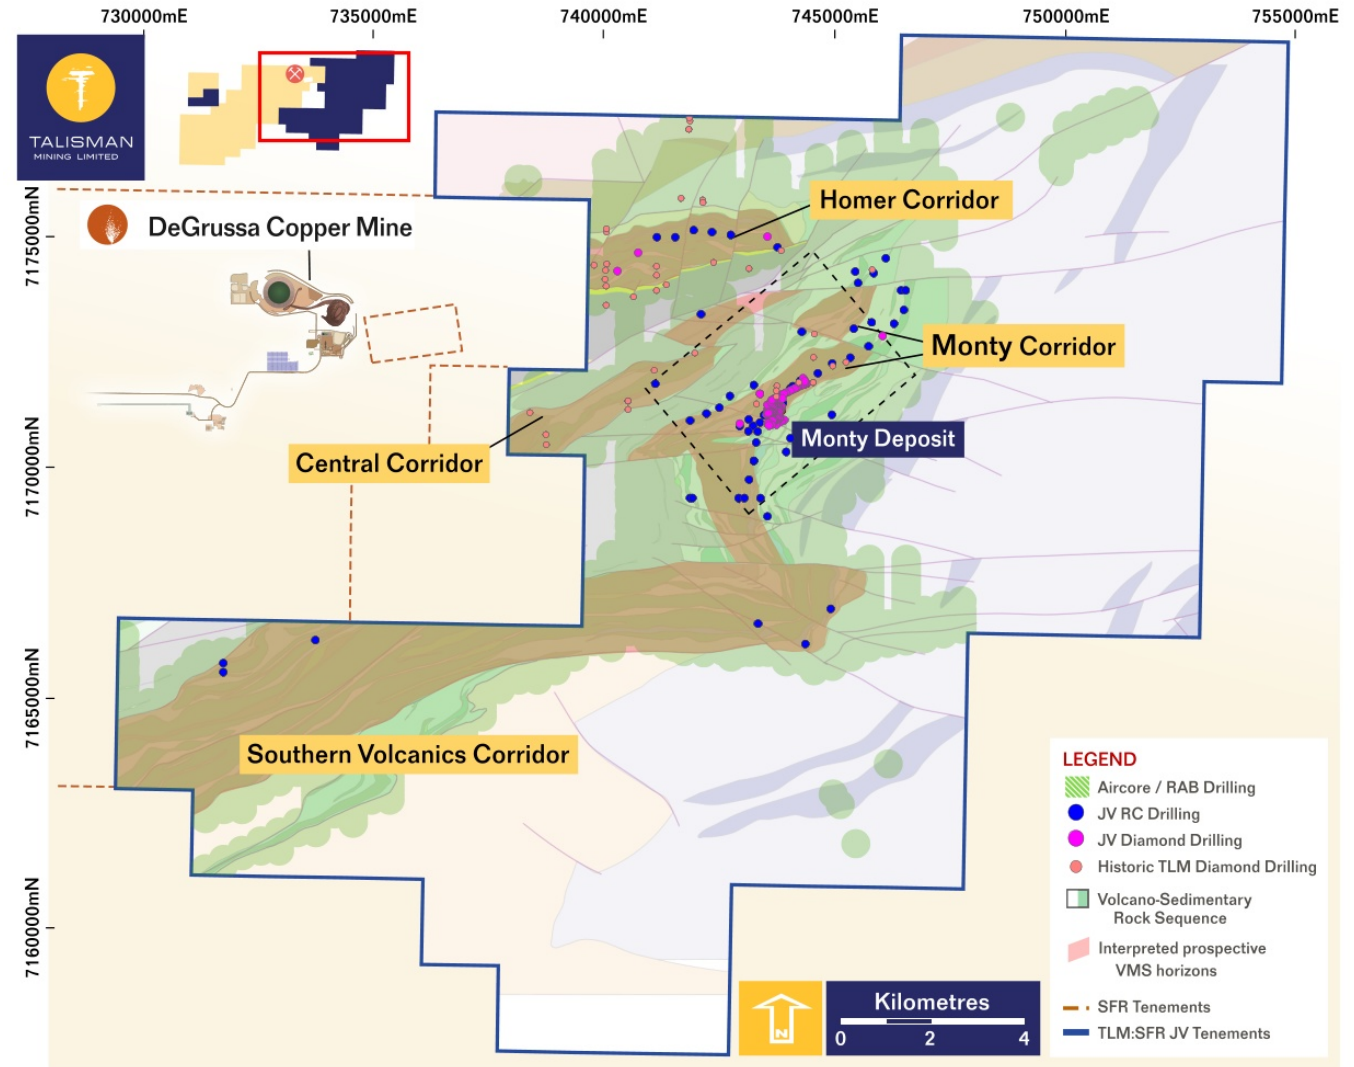 730000mE 735000mE 740000mE 745000mE 750000mE 755000mE
TALISMAN
MINING LIMITED
7175000mN
DeGrussa Copper Mine
Homer Corridor
Monty Corridor
7170000mN
Monty Deposit
Central Corridor
7165000mN
Southern Volcanics Corridor
7160000mN
LEGEND
Aircore / RAB Drilling
JV RC Drilling
JV Diamond Drilling
Historic TLM Diamond Drilling
Volcano-Sedimentary
Rock Sequence
Interpreted prospective
VMS horizons
SFR Tenements
TLM:SFR JV Tenements
N
Kilometres
0 2 4